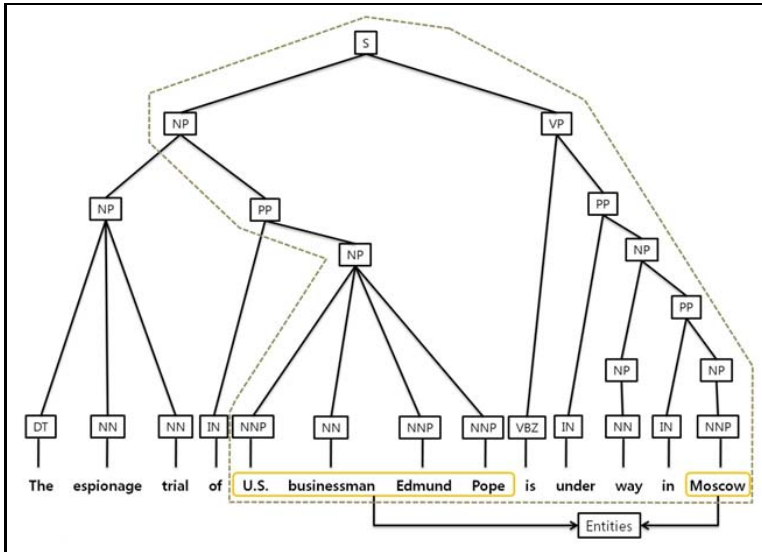 S
NP VP
NP PP PP
NP NP
PP
NP NP
DT NN NN IN NNP NN NNP NNP VBZ IN NN IN NNP
The espionage trial of U.S. businessman Edmund Pope is under way in Moscow
Entities